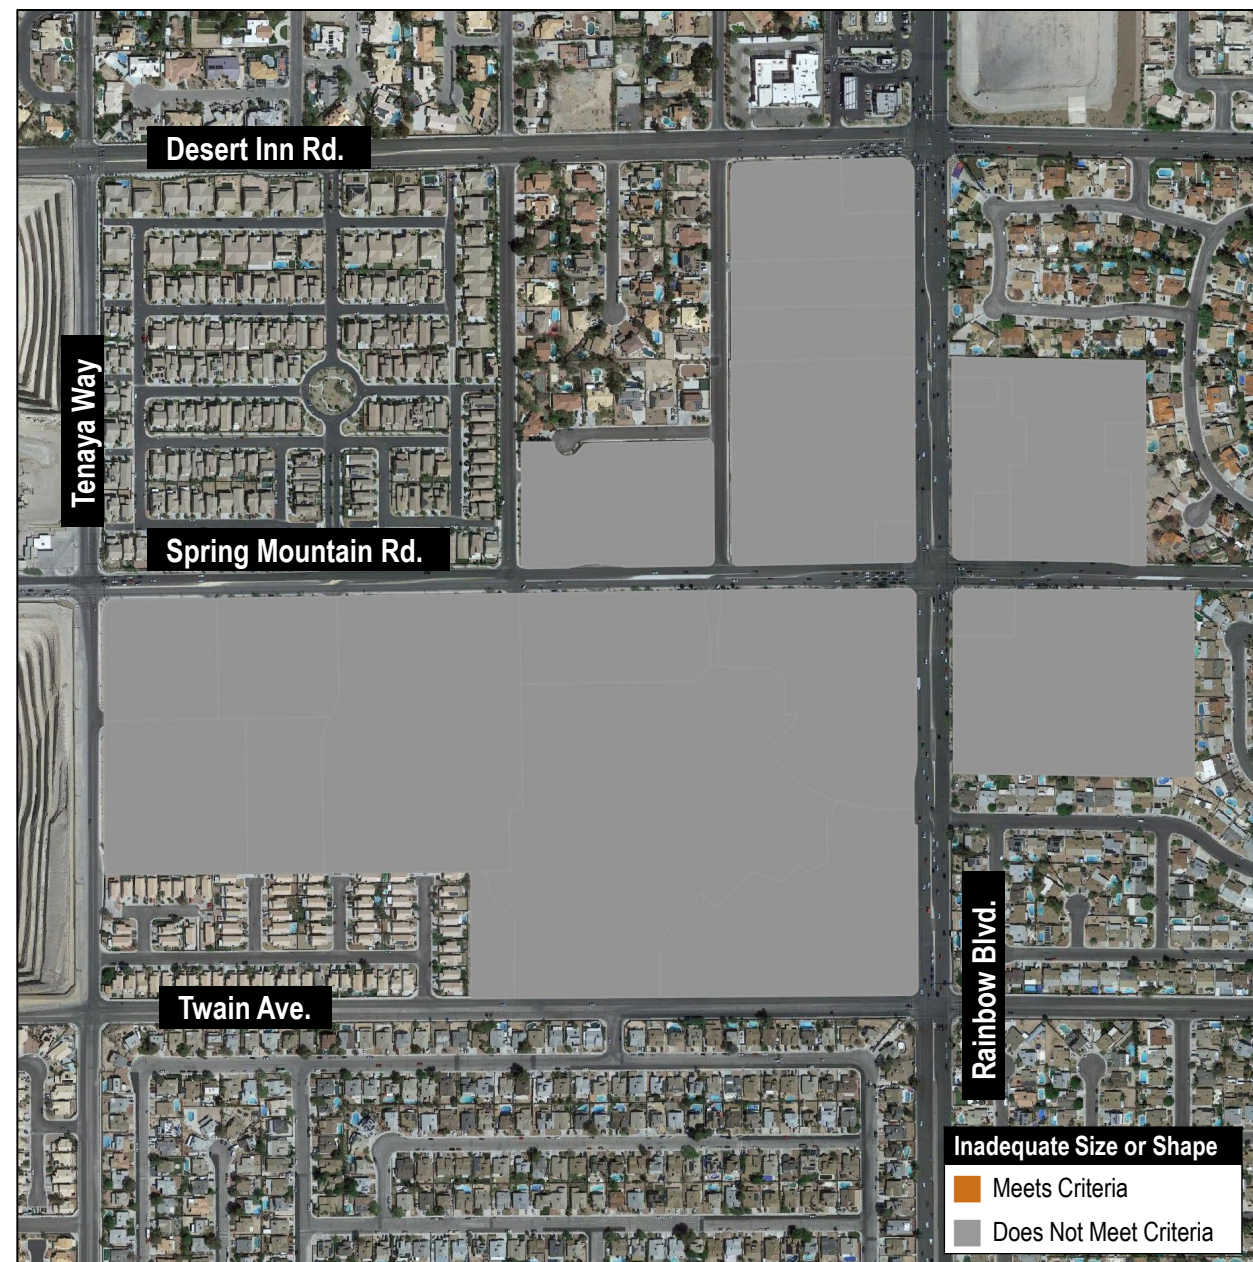 Desert Inn Rd.
Tenaya Way
Spring Mountain Rd.
Twain Ave.
Rainbow Blvd.
Inadequate Size or Shape
Meets Criteria
Does Not Meet Criteria